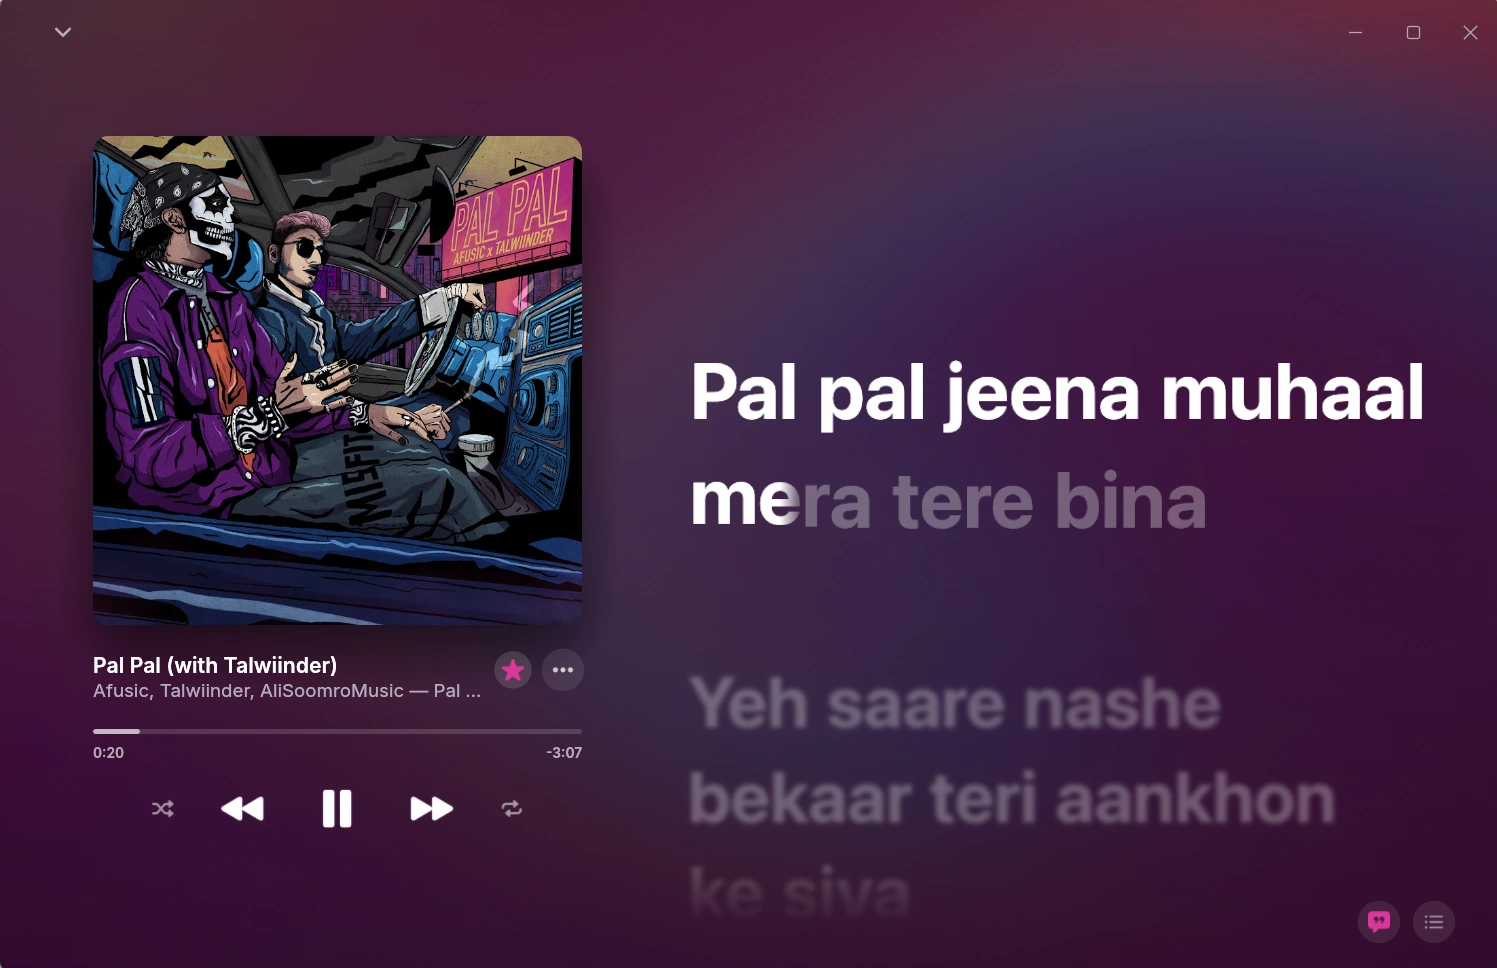 PAL PAL
AFUSIC x TALWIINDER
MISFIT
Pal Pal (with Talwiinder)
Afusic, Talwiinder, AliSoomroMusic — Pal ...
0:20
-3:07
Pal pal jeena muhaal
mera tere bina
Yeh saare nashe
bekaar teri aankhon
ke siva